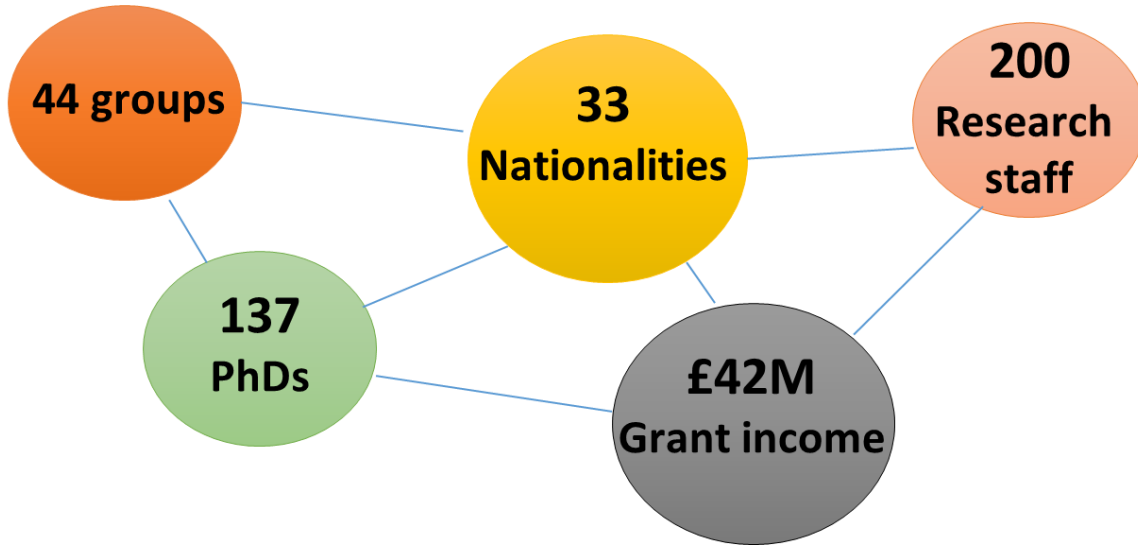 44 groups
33
Nationalities
200
Research
staff
137
PhDs
£42M
Grant income